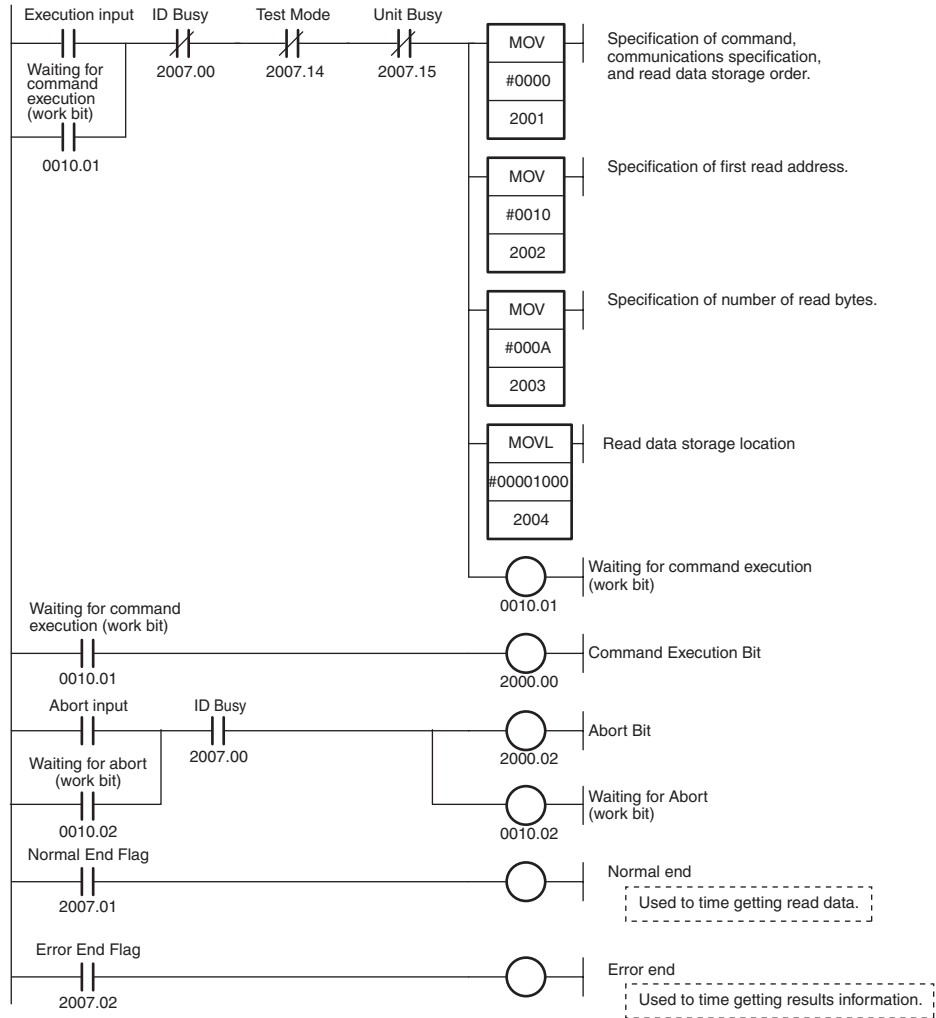 Execution input
ID Busy
Test Mode
Unit Busy
2007.00
2007.14
2007.15
Waiting for
command
execution
(work bit)
0010.01
MOV
#0000
2001
Specification of command,
communications specification,
and read data storage order.
MOV
#0010
2002
Specification of first read address.
MOV
#000A
2003
Specification of number of read bytes.
MOVL
#00001000
2004
Read data storage location
0010.01
Waiting for command execution
(work bit)
Waiting for command
execution (work bit)
0010.01
2000.00
Command Execution Bit
Abort input
ID Busy
2007.00
2000.02
Abort Bit
Waiting for abort
(work bit)
0010.02
0010.02
Waiting for Abort
(work bit)
Normal End Flag
2007.01
Normal end
Used to time getting read data.
Error End Flag
2007.02
Error end
Used to time getting results information.